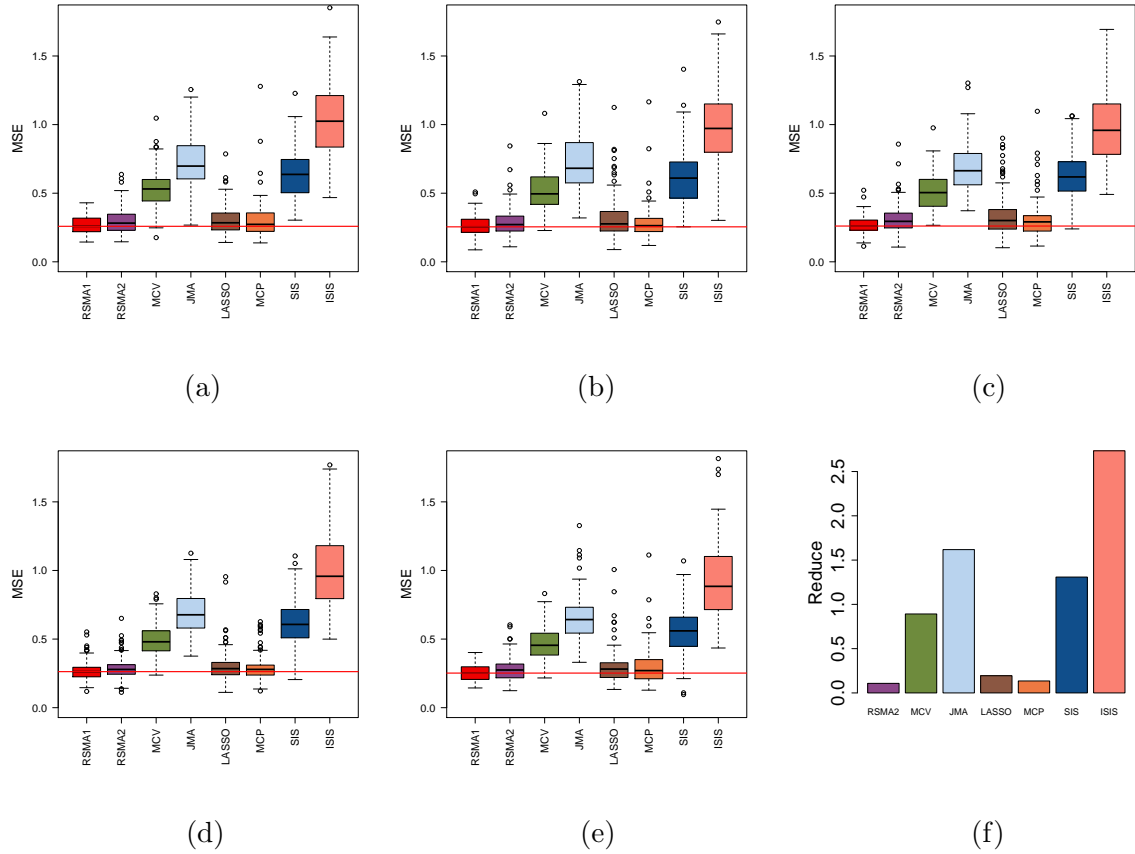 MSE
0.0 0.5 1.0 1.5
RSMA1 RSMA2 MCV JMA LASSO MCP SIS ISIS
(a)
MSE
0.0 0.5 1.0 1.5
RSMA1 RSMA2 MCV JMA LASSO MCP SIS ISIS
(b)
MSE
0.0 0.5 1.0 1.5
RSMA1 RSMA2 MCV JMA LASSO MCP SIS ISIS
(c)
MSE
0.0 0.5 1.0 1.5
RSMA1 RSMA2 MCV JMA LASSO MCP SIS ISIS
(d)
MSE
0.0 0.5 1.0 1.5
RSMA1 RSMA2 MCV JMA LASSO MCP SIS ISIS
(e)
Reduce
0.0 0.5 1.0 1.5 2.0 2.5
RSMA2 MCV JMA LASSO MCP SIS ISIS
(f)